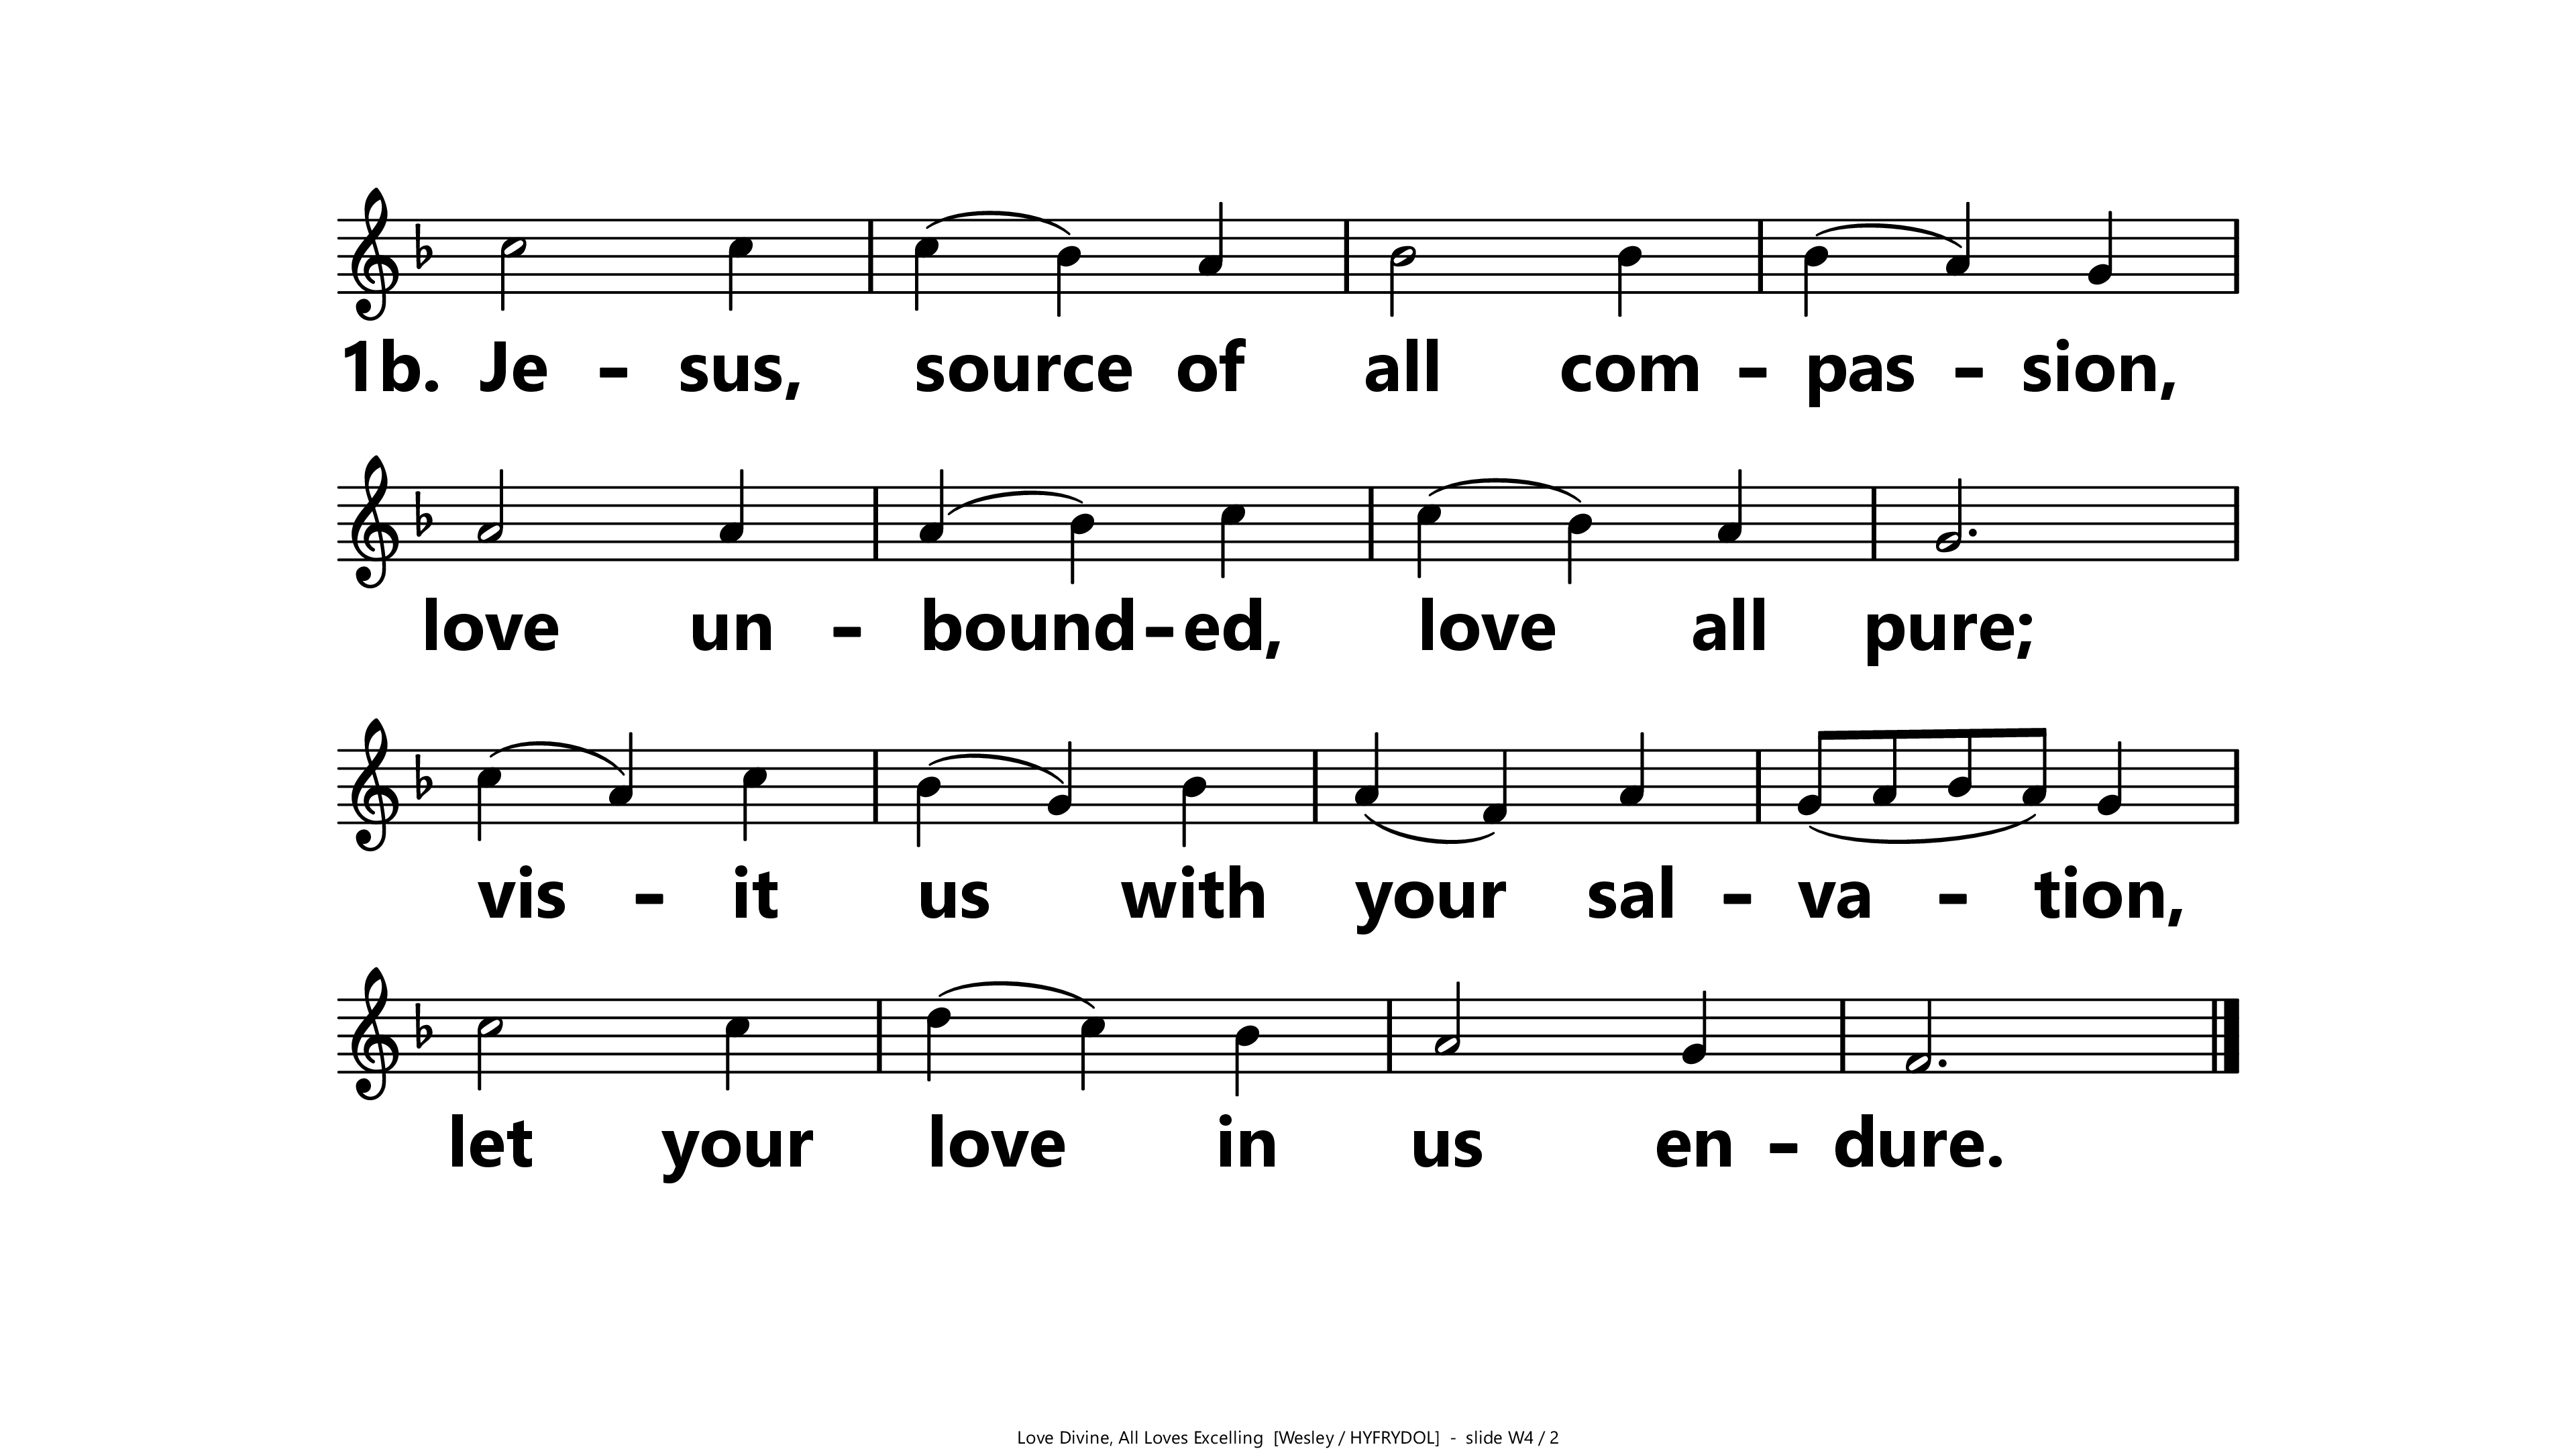 1b. Je - sus, source of all com - pas - sion,
love un - bound - ed, love all pure;
vis - it us with your sal - va - tion,
let your love in us en - dure.
Love Divine, All Loves Excelling [Wesley / HYFRYDOL] - slide W4 / 2